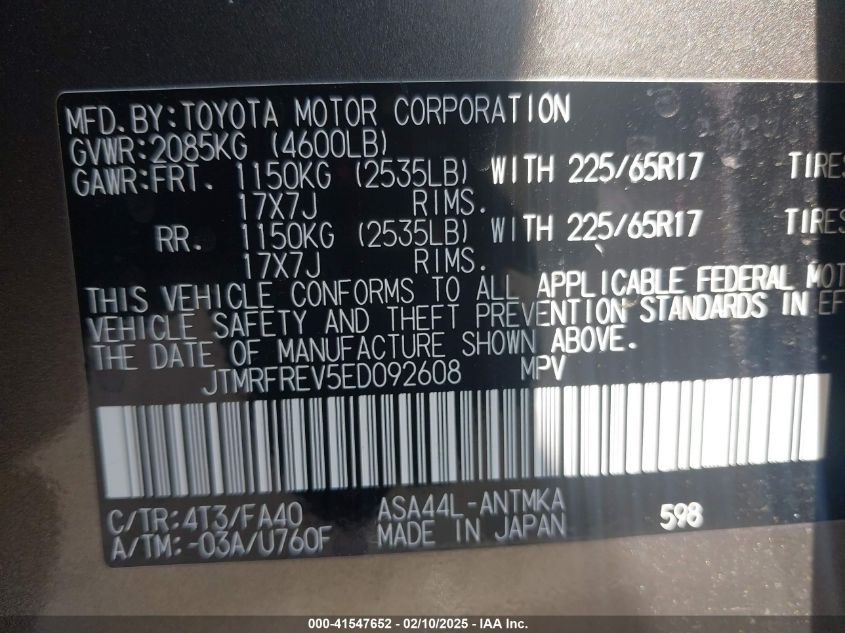 MFD. BY: TOYOTA MOTOR CORPORATION
GVWR: 2085KG (4600LB)
GAWR: FRT. 1150KG (2535LB) WITH 225/65R17 TIRES
17X7J RIMS.
RR. 1150KG (2535LB) WITH 225/65R17 TIRES
17X7J RIMS.
THIS VEHICLE CONFORMS TO ALL APPLICABLE FEDERAL MOT
VEHICLE SAFETY AND THEFT PREVENTION STANDARDS IN EF
THE DATE OF MANUFACTURE SHOWN ABOVE.
JTMRFREV5ED092608 MPV
C/TR: 4T3/FA40 ASA44L-ANTMKA 598
A/TM: -03A/U760F MADE IN JAPAN
000-41547652 — 02/10/2025 — IAA Inc.